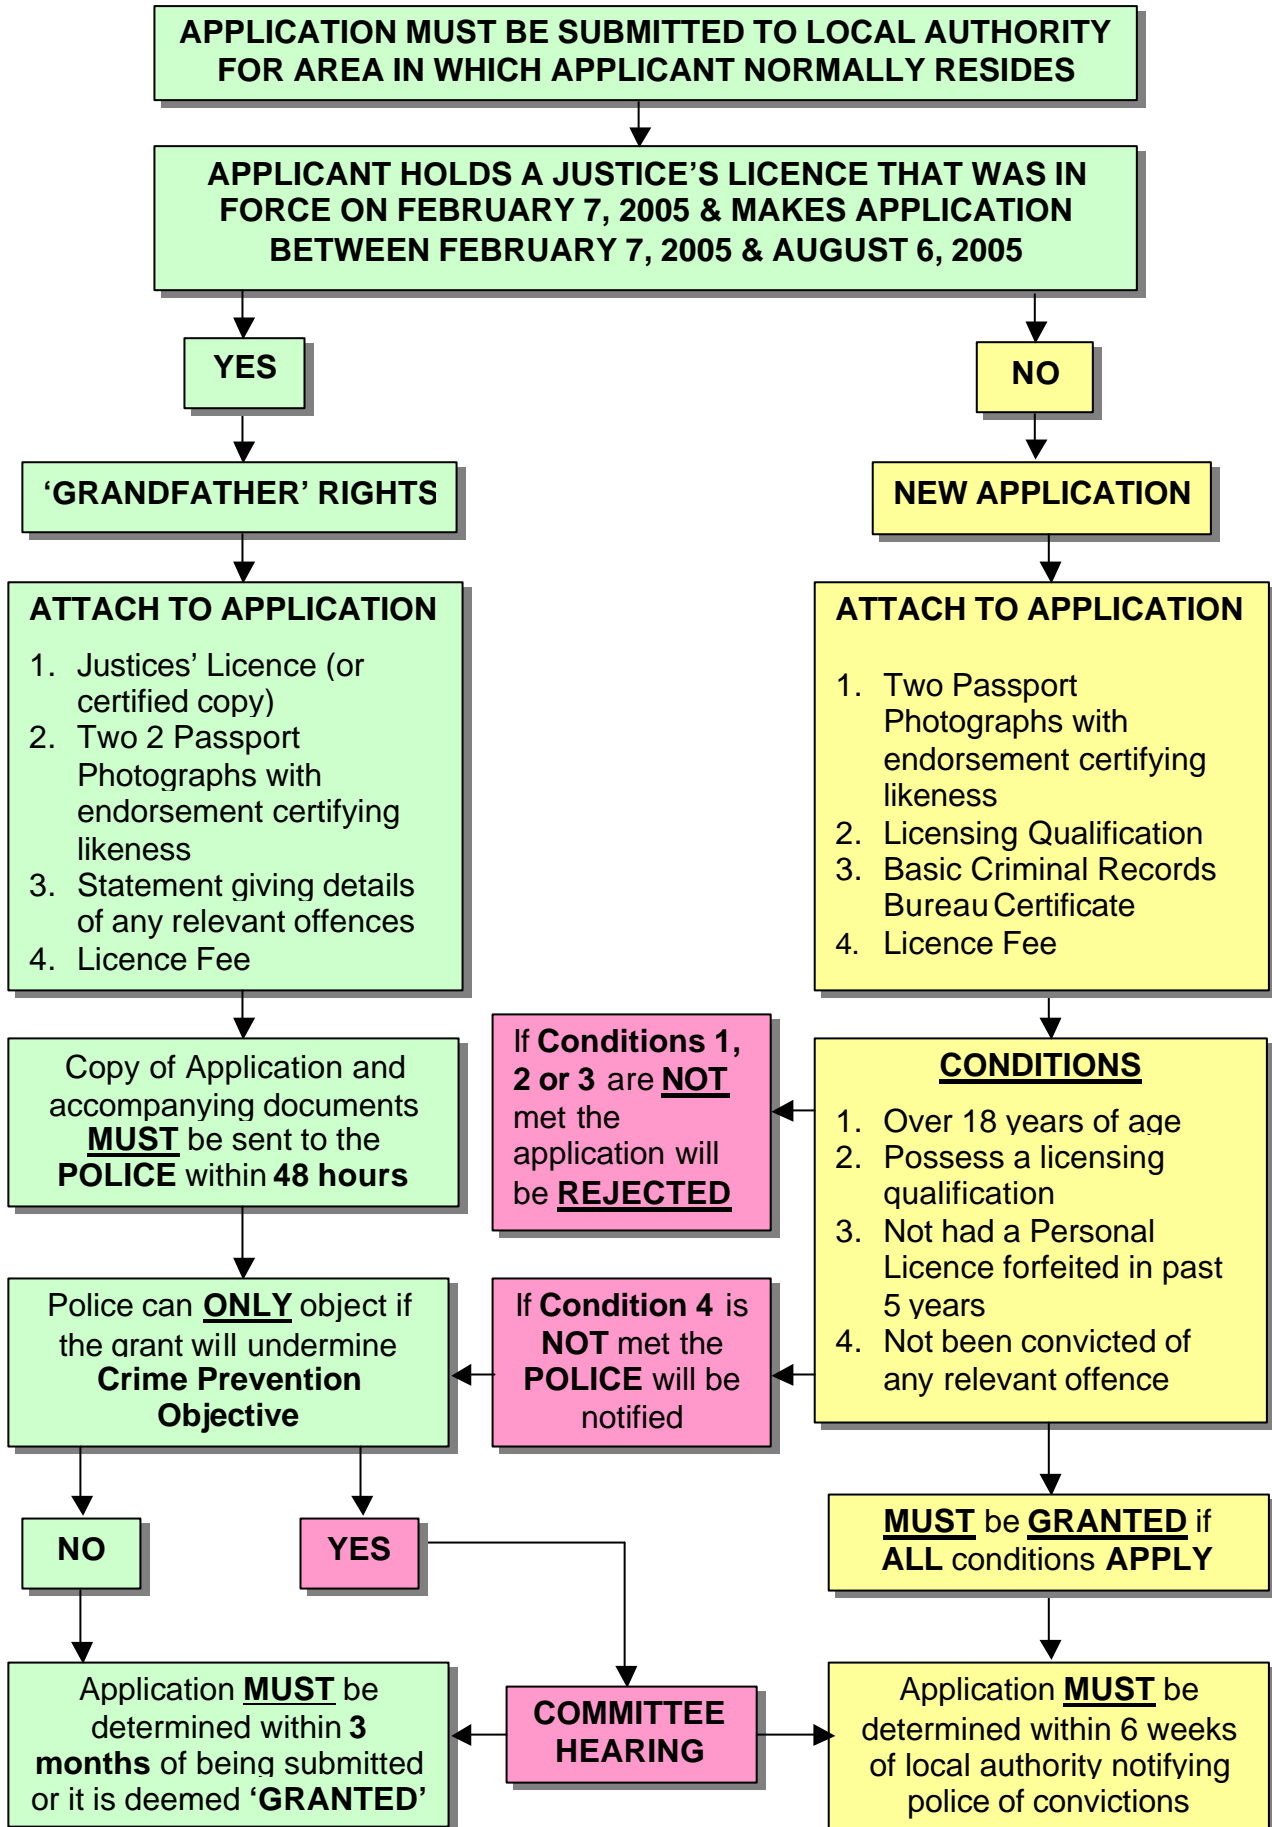 APPLICATION MUST BE SUBMITTED TO LOCAL AUTHORITY
FOR AREA IN WHICH APPLICANT NORMALLY RESIDES
APPLICANT HOLDS A JUSTICE’S LICENCE THAT WAS IN
FORCE ON FEBRUARY 7, 2005 & MAKES APPLICATION
BETWEEN FEBRUARY 7, 2005 & AUGUST 6, 2005
YES
NO
‘GRANDFATHER’ RIGHTS
NEW APPLICATION
ATTACH TO APPLICATION
1. Justices’ Licence (or
certified copy)
2. Two 2 Passport
Photographs with
endorsement certifying
likeness
3. Statement giving details
of any relevant offences
4. Licence Fee
ATTACH TO APPLICATION
1. Two Passport
Photographs with
endorsement certifying
likeness
2. Licensing Qualification
3. Basic Criminal Records
Bureau Certificate
4. Licence Fee
Copy of Application and
accompanying documents
MUST be sent to the
POLICE within 48 hours
If Conditions 1,
2 or 3 are NOT
met the
application will
be REJECTED
CONDITIONS
1. Over 18 years of age
2. Possess a licensing
qualification
3. Not had a Personal
Licence forfeited in past
5 years
4. Not been convicted of
any relevant offence
Police can ONLY object if
the grant will undermine
Crime Prevention
Objective
If Condition 4 is
NOT met the
POLICE will be
notified
NO
YES
MUST be GRANTED if
ALL conditions APPLY
Application MUST be
determined within 3
months of being submitted
or it is deemed ‘GRANTED’
COMMITTEE
HEARING
Application MUST be
determined within 6 weeks
of local authority notifying
police of convictions